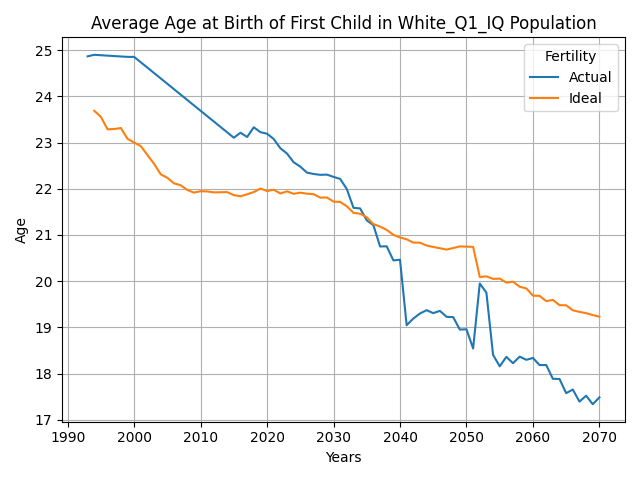 Average Age at Birth of First Child in White_Q1_IQ Population
Fertility
Actual
Ideal
Age
25
24
23
22
21
20
19
18
17
1990 2000 2010 2020 2030 2040 2050 2060 2070
Years